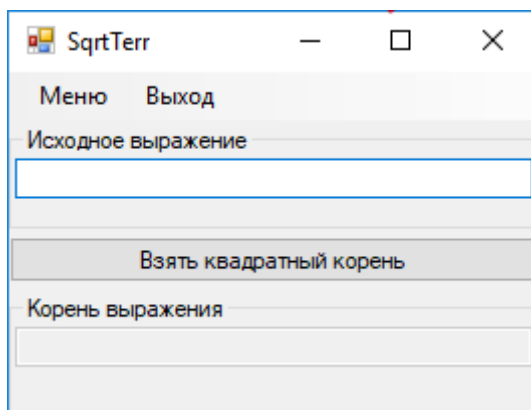 SqrtTerr
Меню Выход
Исходное выражение
Взять квадратный корень
Корень выражения